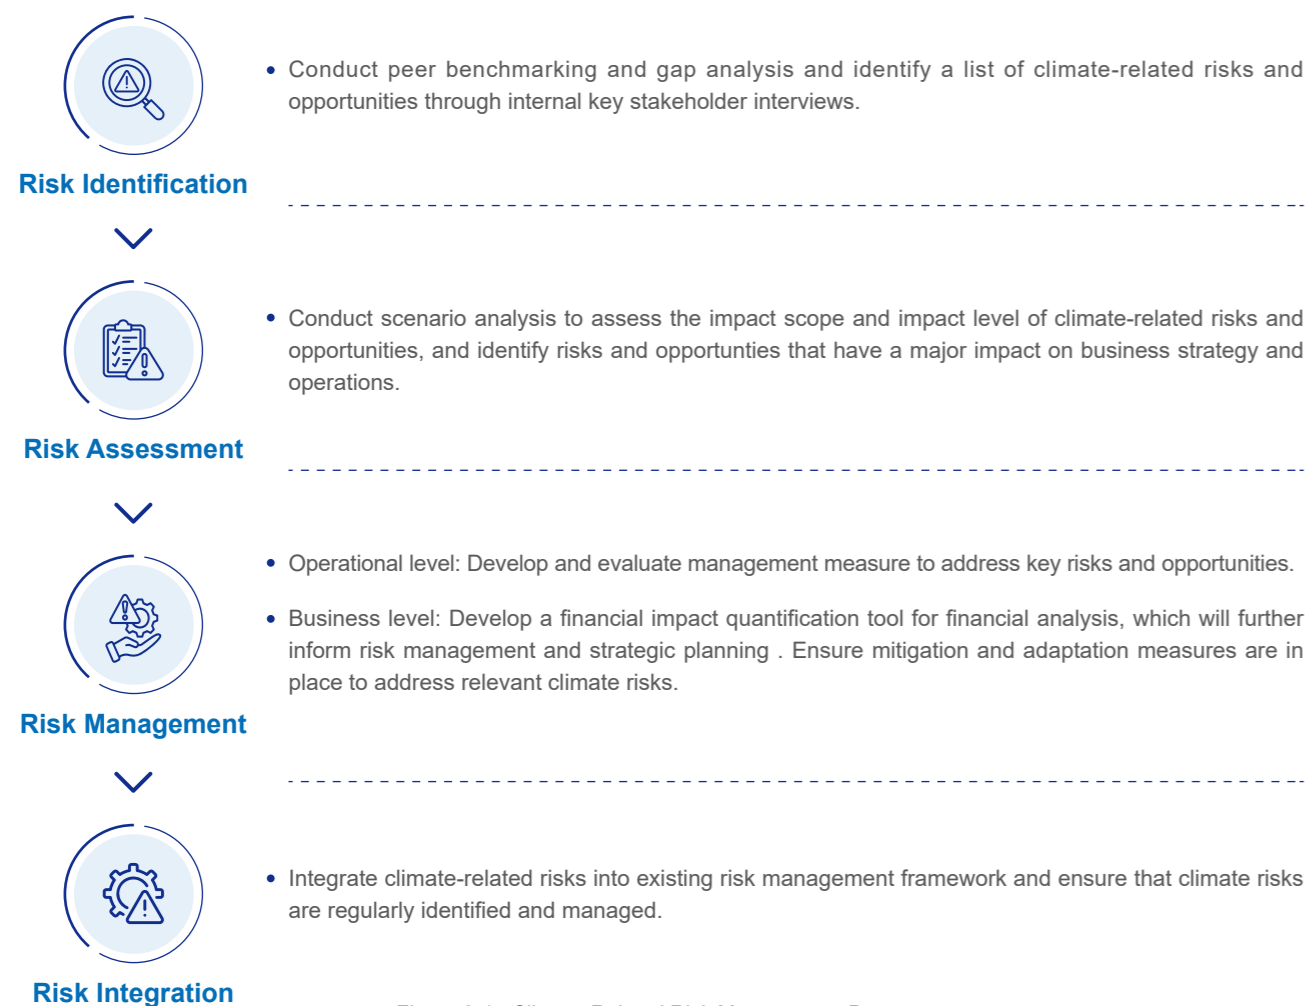 • Conduct peer benchmarking and gap analysis and identify a list of climate-related risks and
opportunities through internal key stakeholder interviews.
Risk Identification
• Conduct scenario analysis to assess the impact scope and impact level of climate-related risks and
opportunities, and identify risks and opportunties that have a major impact on business strategy and
operations.
Risk Assessment
• Operational level: Develop and evaluate management measure to address key risks and opportunities.
• Business level: Develop a financial impact quantification tool for financial analysis, which will further
inform risk management and strategic planning . Ensure mitigation and adaptation measures are in
place to address relevant climate risks.
Risk Management
• Integrate climate-related risks into existing risk management framework and ensure that climate risks
are regularly identified and managed.
Risk Integration